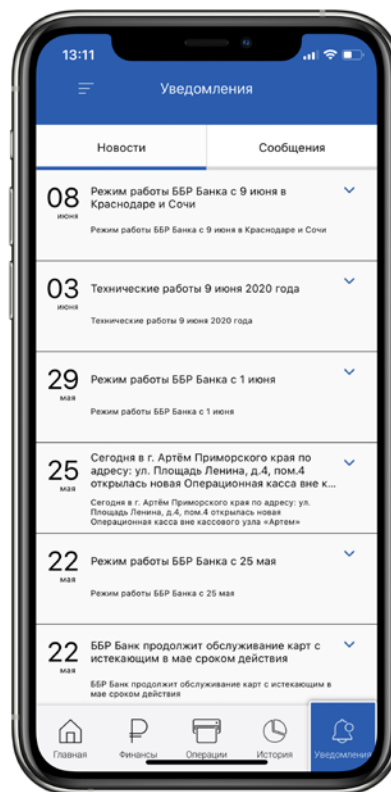 13:11
Уведомления
Новости
Сообщения
08
июня
Режим работы ББР Банка с 9 июня в
Краснодаре и Сочи
Режим работы ББР Банка с 9 июня в Краснодаре и Сочи
03
июня
Технические работы 9 июня 2020 года
Технические работы 9 июня 2020 года
29
мая
Режим работы ББР Банка с 1 июня
Режим работы ББР Банка с 1 июня
25
мая
Сегодня в г. Артём Приморского края по
адресу: ул. Площадь Ленина, д.4, пом.4
открылась новая Операционная касса вне к...
Сегодня в г. Артём Приморского края по адресу: ул.
Площадь Ленина, д.4, пом.4 открылась новая
Операционная касса вне кассового узла «Артем»
22
мая
Режим работы ББР Банка с 25 мая
Режим работы ББР Банка с 25 мая
22
мая
ББР Банк продолжит обслуживание карт с
истекающим в мае сроком действия
ББР Банк продолжит обслуживание карт с истекающим в
мае сроком действия
Главная
Финансы
Операции
История
Уведомления